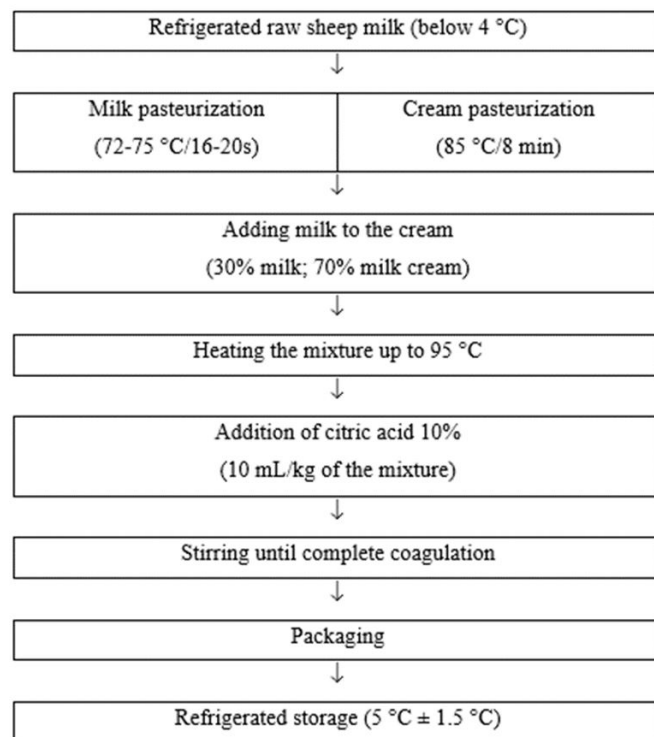 Refrigerated raw sheep milk (below 4 °C)
↓
Milk pasteurization
(72-75 °C/16-20s)
Cream pasteurization
(85 °C/8 min)
↓
Adding milk to the cream
(30% milk; 70% milk cream)
↓
Heating the mixture up to 95 °C
↓
Addition of citric acid 10%
(10 mL/kg of the mixture)
↓
Stirring until complete coagulation
↓
Packaging
↓
Refrigerated storage (5 °C ± 1.5 °C)